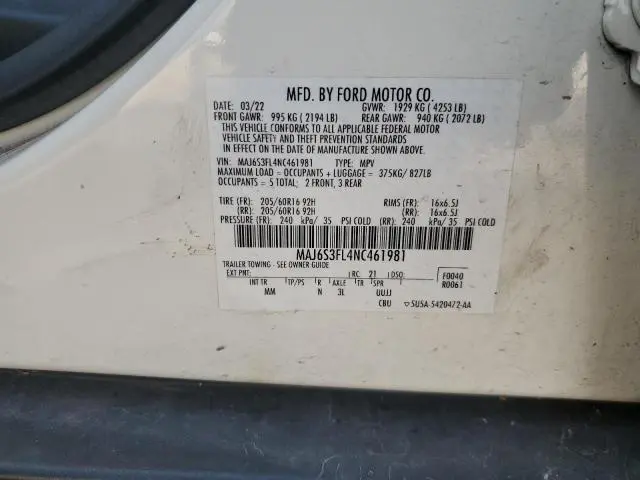 MFD. BY FORD MOTOR CO.
03/22 GVWR: 1929 KG ( 4253 LB)
FRONT GAWR: 995 KG ( 2194 LB) REAR GAWR: 940 KG ( 2072 LB)
THIS VEHICLE CONFORMS TO ALL APPLICABLE FEDERAL MOTOR
VEHICLE SAFETY AND THEFT PREVENTION STANDARDS
IN EFFECT ON THE DATE OF MANUFACTURE SHOWN ABOVE.
VIN: MAJ6S3FL4NC461981 TYPE: MPV
MAXIMUM LOAD = OCCUPANTS + LUGGAGE = 375KG/827LB
OCCUPANTS = 5 TOTAL; 2 FRONT, 3 REAR
TIRE (FR): 205/60R16 92H RIMS (FR): 16x6.5J
(RR): 205/60R16 92H (RR): 16x6.5J
PRESSURE (FR): 240 kPa/ 35 PSI COLD (RR) 240 kPa/ 35 PSI COLD
MAJ6S3FL4NC461981
TRAILER TOWING - SEE OWNER GUIDE
EXT PNT: RC: 21 DSO: F0040
INT TR TP/PS R AXLE TR SPR R0061
MM N 3L UUJJ
CBU SU5A-5420472-AA